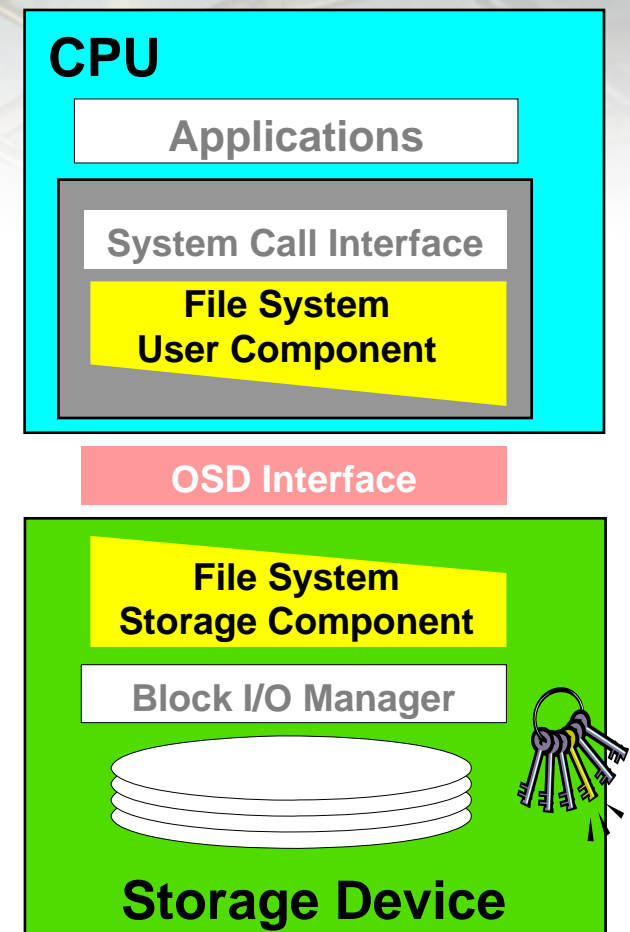 CPU
Applications
System Call Interface
File System
User Component
OSD Interface
File System
Storage Component
Block I/O Manager
Storage Device